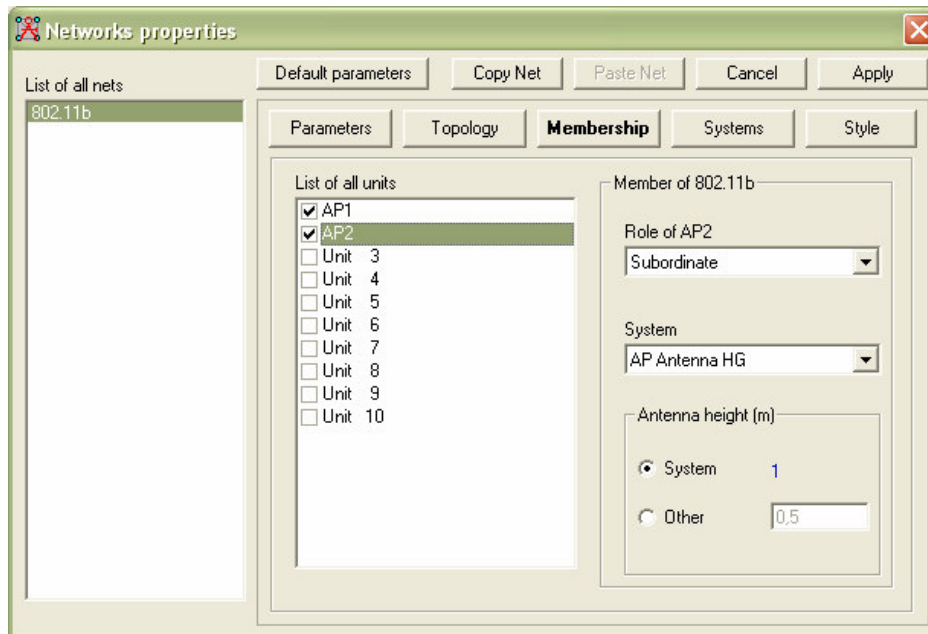 Networks properties
List of all nets
802.11b
Default parameters
Copy Net
Paste Net
Cancel
Apply
Parameters
Topology
Membership
Systems
Style
List of all units
AP1
AP2
Unit 3
Unit 4
Unit 5
Unit 6
Unit 7
Unit 8
Unit 9
Unit 10
Member of 802.11b
Role of AP2
Subordinate
System
AP Antenna HG
Antenna height (m)
System 1
Other 0,5